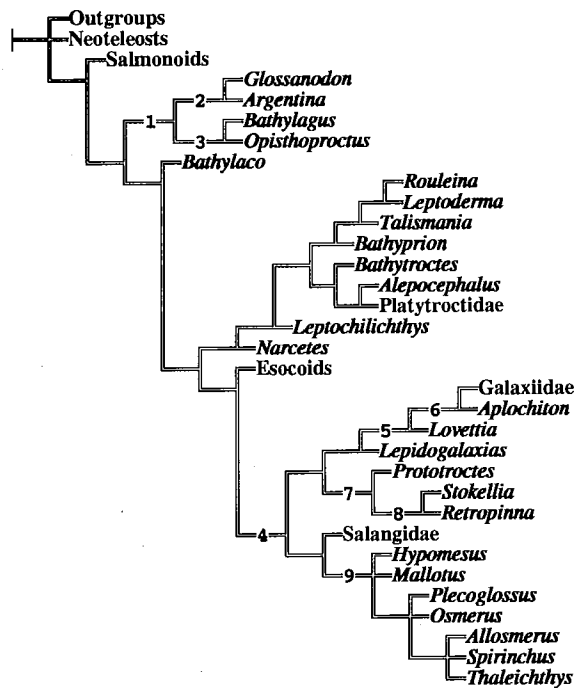 Outgroups
Neoteleosts
Salmonoids
Glossanodon
2
Argentina
1
Bathylagus
3
Opisthoproctus
Bathylaco
Rouleina
Leptoderma
Talismania
Bathyprion
Bathytroctes
Alepocephalus
Platytroctidae
Leptochilichthys
Narcetes
Esocoids
Galaxiidae
6
Aplochiton
5
Lovettia
Lepidogalaxias
Prototroctes
7
Stokellia
8
Retropinna
4
Salangidae
Hypomesus
9
Mallotus
Plecoglossus
Osmerus
Allosmerus
Spirinchus
Thaleichthys